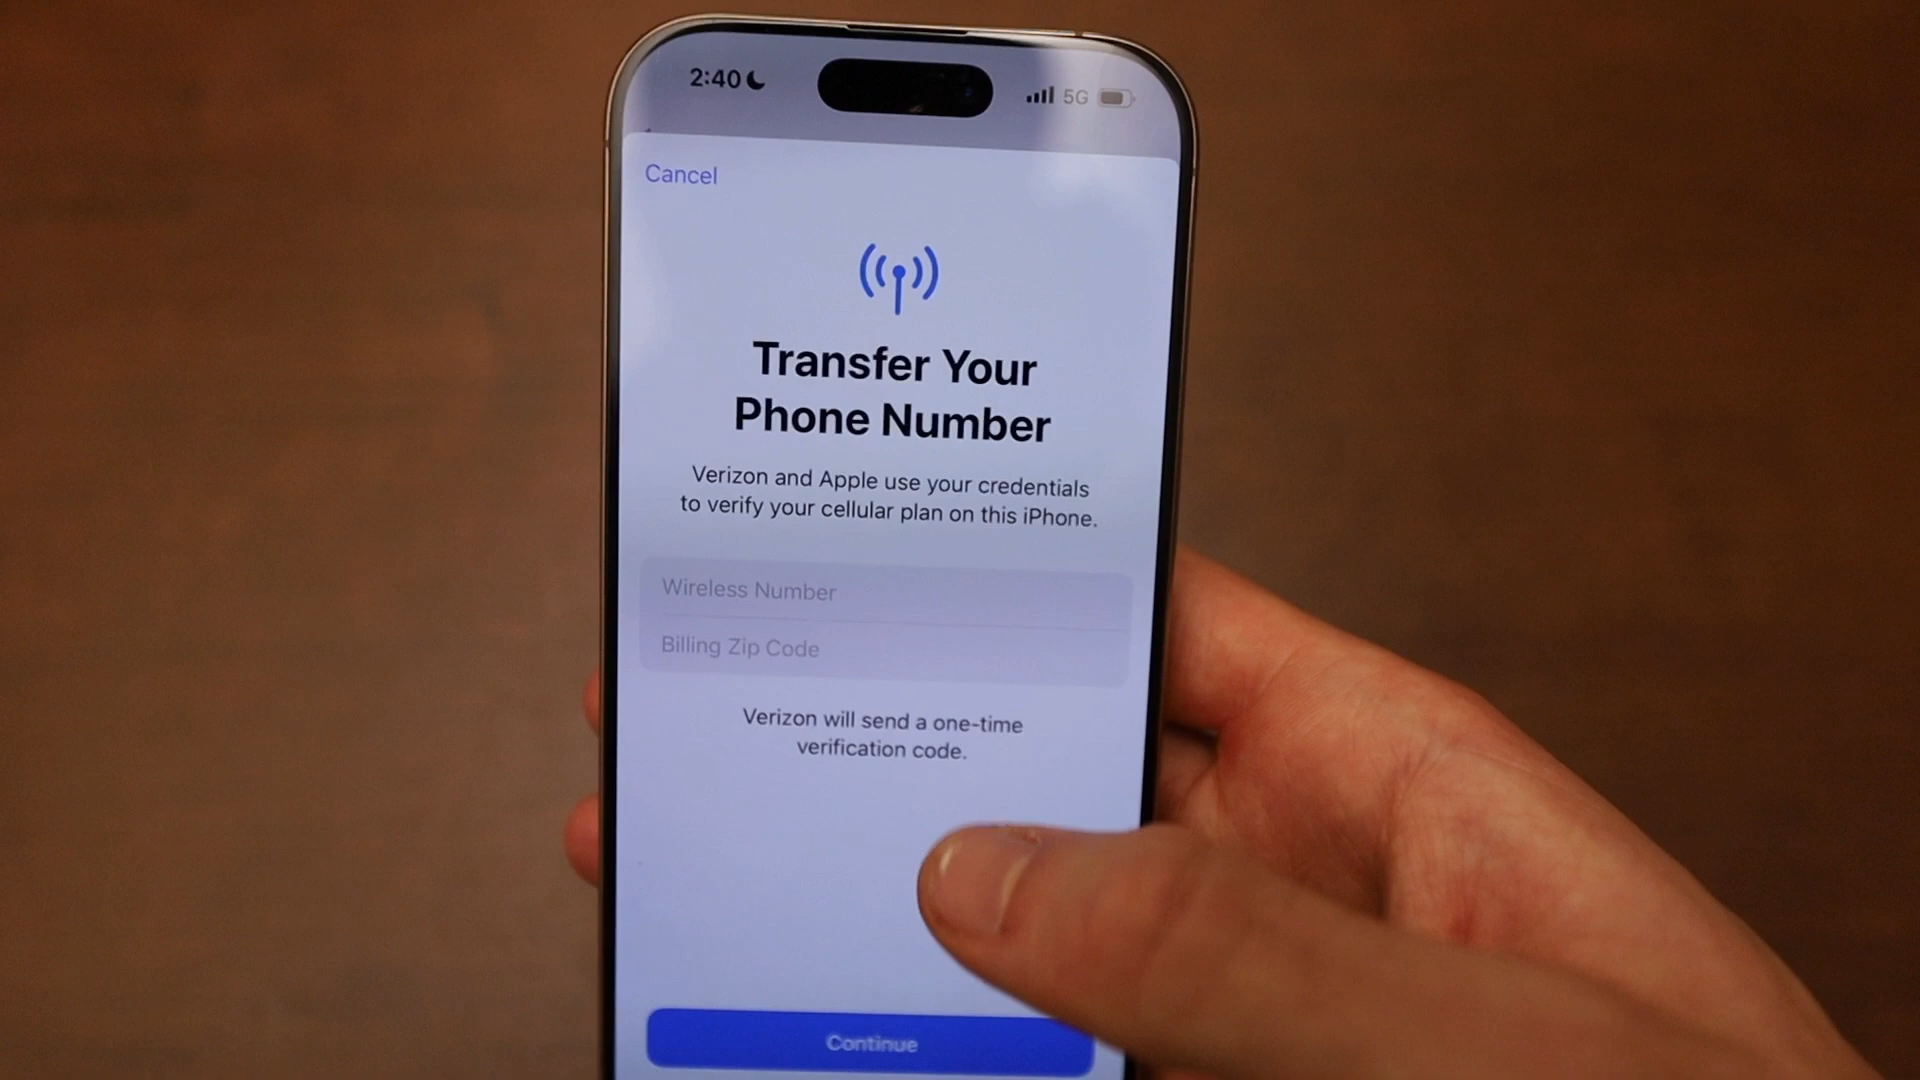 2:40
5G
Cancel
Transfer Your
Phone Number
Verizon and Apple use your credentials
to verify your cellular plan on this iPhone.
Wireless Number
Billing Zip Code
Verizon will send a one-time
verification code.
Continue